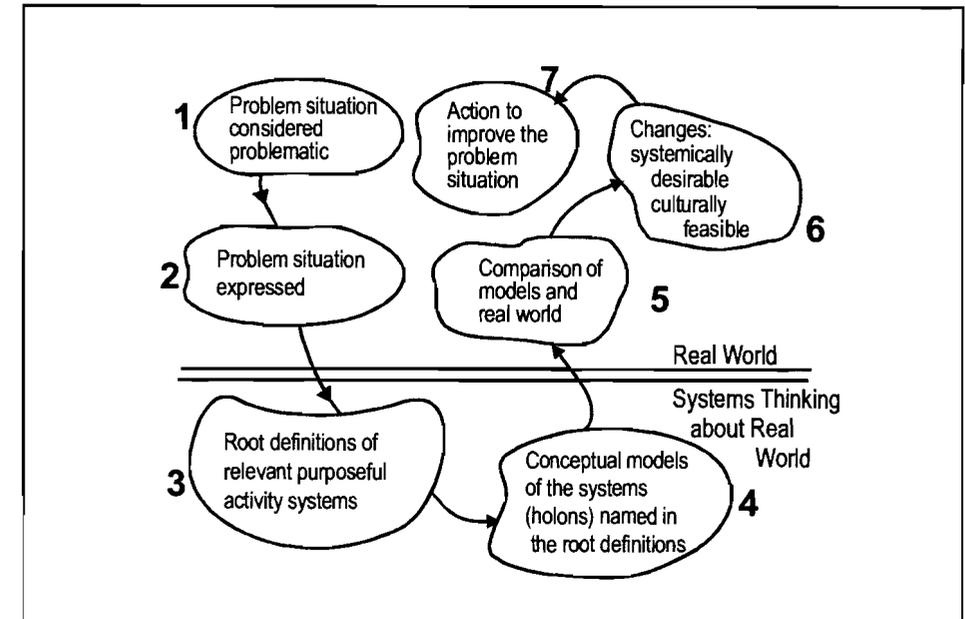 1
Problem situation
considered
problematic
2
Problem situation
expressed
3
Root definitions of
relevant purposeful
activity systems
4
Conceptual models
of the systems
(holons) named in
the root definitions
5
Comparison of
models and
real world
6
Changes:
systemically
desirable
culturally
feasible
7
Action to
improve the
problem
situation
Real World
Systems Thinking
about Real
World